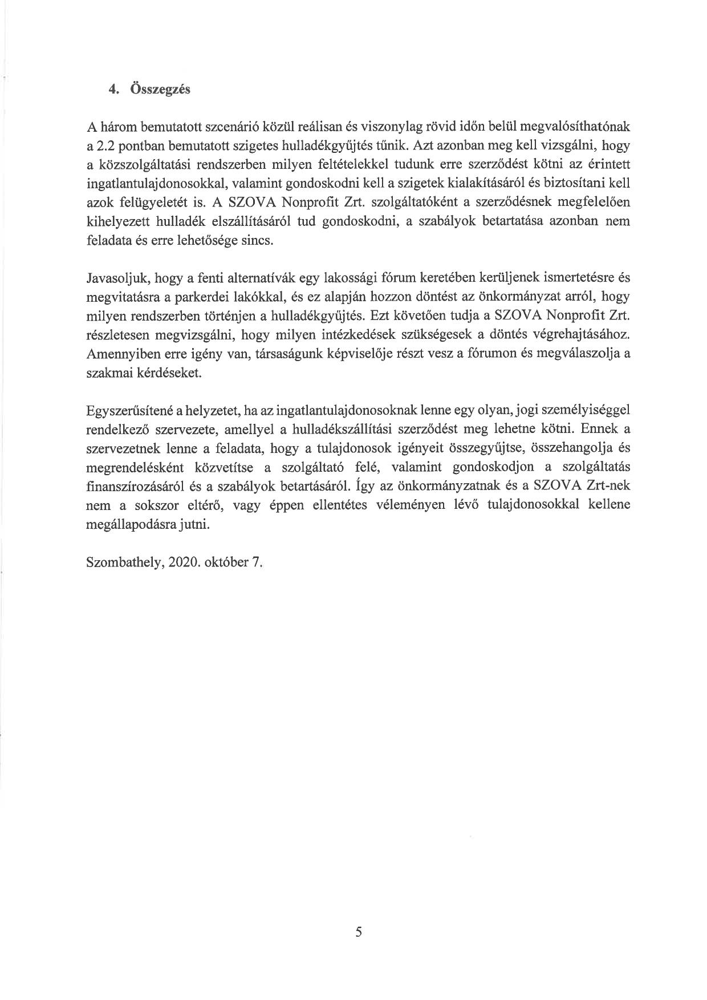 4. Összegzés
A három bemutatott szcenárió közül reálisan és viszonylag rövid időn belül megvalósíthatónak
a 2.2 pontban bemutatott szigetes hulladékgyűjtés tűnik. Azt azonban meg kell vizsgálni, hogy
a közszolgáltatási rendszerben milyen feltételekkel tudunk erre szerződést kötni az érintett
ingatlantulajdonosokkal, valamint gondoskodni kell a szigetek kialakításáról és biztosítani kell
azok felügyeletét is. A SZOVA Nonprofit Zrt. szolgáltatóként a szerződésnek megfelelően
kihelyezett hulladék elszállításáról tud gondoskodni, a szabályok betartatása azonban nem
feladata és erre lehetősége sincs.
Javasoljuk, hogy a fenti alternatívák egy lakossági fórum keretében kerüljenek ismertetésre és
megvitatásra a parkerdei lakókkal, és ez alapján hozzon döntést az önkormányzat arról, hogy
milyen rendszerben történjen a hulladékgyűjtés. Ezt követően tudja a SZOVA Nonprofit Zrt.
részletesen megvizsgálni, hogy milyen intézkedések szükségesek a döntés végrehajtásához.
Amennyiben erre igény van, társaságunk képviselője részt vesz a fórumon és megválaszolja a
szakmai kérdéseket.
Egyszerűsítené a helyzetet, ha az ingatlantulajdonosoknak lenne egy olyan, jogi személyiséggel
rendelkező szervezete, amellyel a hulladékszállítási szerződést meg lehetne kötni. Ennek a
szervezetnek lenne a feladata, hogy a tulajdonosok igényeit összegyűjtse, összehangolja és
megrendelésként közvetítse a szolgáltató felé, valamint gondoskodjon a szolgáltatás
finanszírozásáról és a szabályok betartásáról. Így az önkormányzatnak és a SZOVA Zrt-nek
nem a sokszor eltérő, vagy éppen ellentétes véleményen lévő tulajdonosokkal kellene
megállapodásra jutni.
Szombathely, 2020. október 7.
5